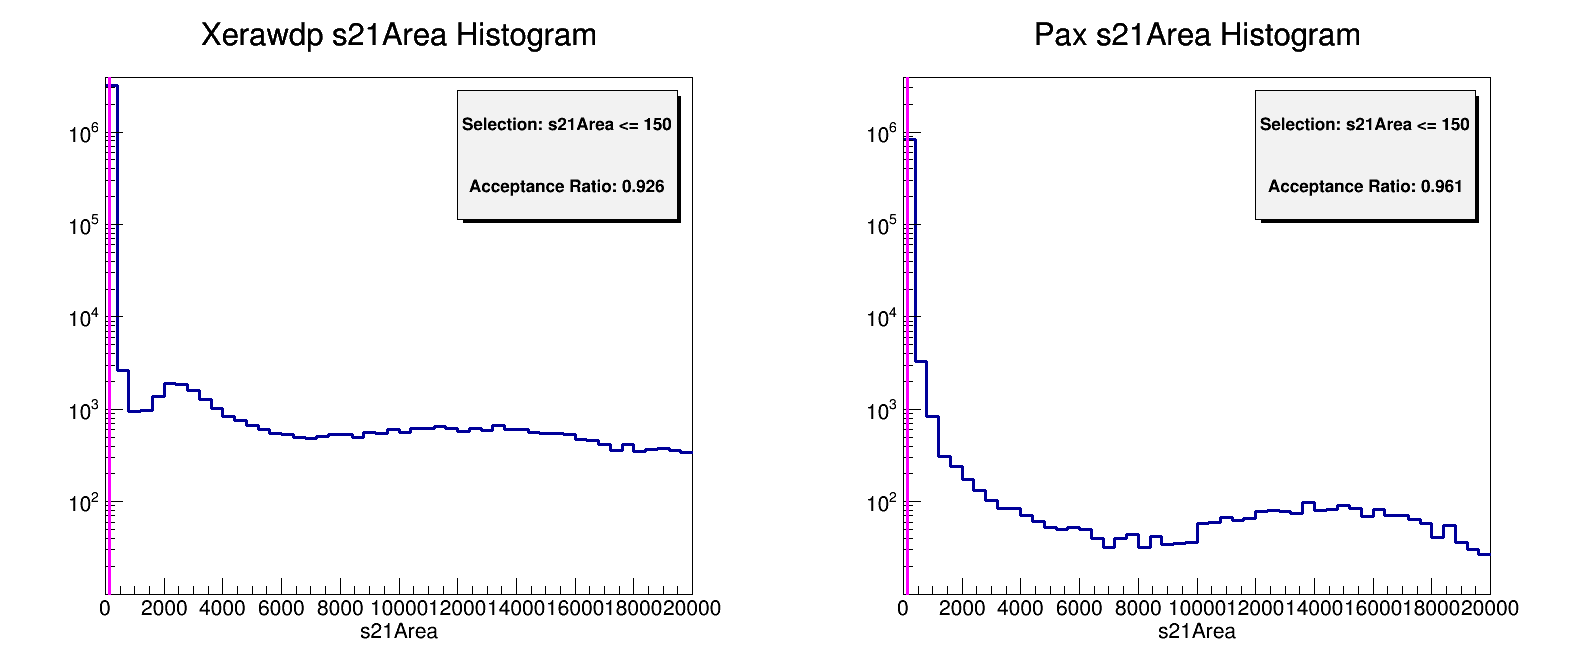 Xerawdp s21Area Histogram
Selection: s21Area <= 150
Acceptance Ratio: 0.926
10^6
10^5
10^4
10^3
10^2
0 2000 4000 6000 8000 10000 12000 14000 16000 18000 20000
s21Area
Pax s21Area Histogram
Selection: s21Area <= 150
Acceptance Ratio: 0.961
10^6
10^5
10^4
10^3
10^2
0 2000 4000 6000 8000 10000 12000 14000 16000 18000 20000
s21Area